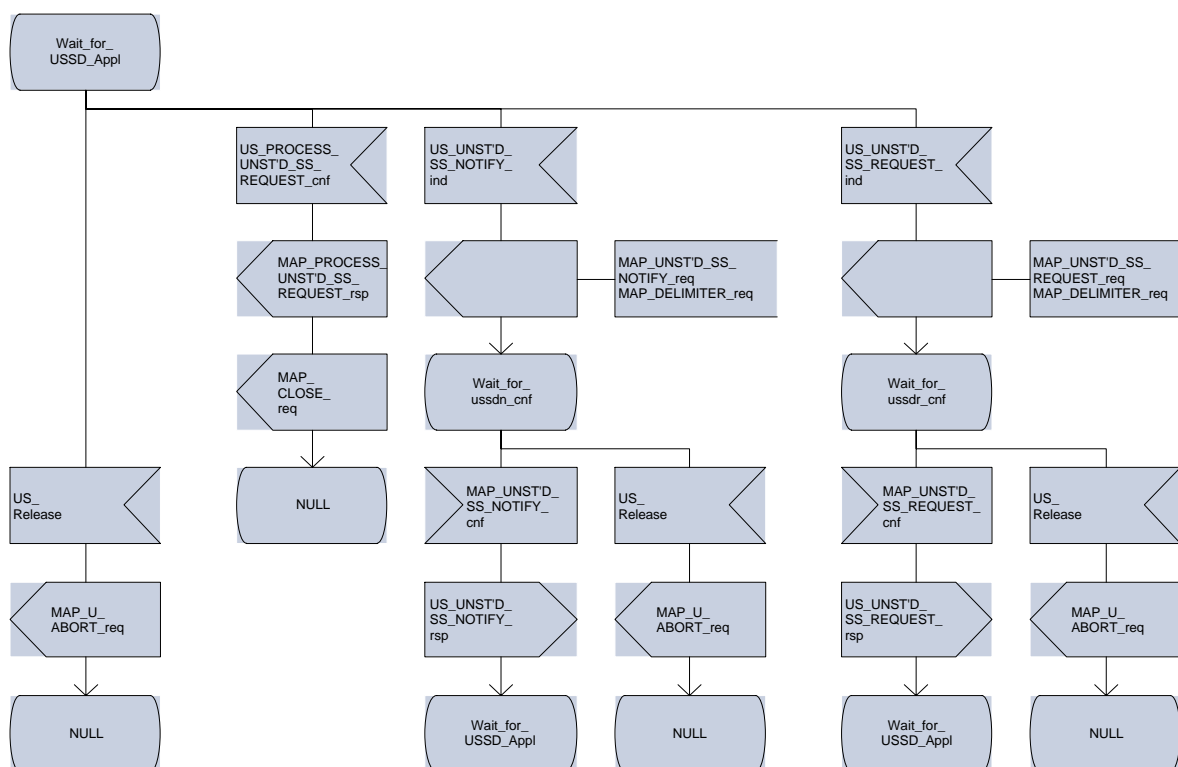 Wait_for_
USSD_Appl
US_PROCESS_
UNST'D_SS_
REQUEST_cnf
US_UNST'D_
SS_NOTIFY_
ind
US_UNST'D_
SS_REQUEST_
ind
MAP_PROCESS_
UNST'D_SS_
REQUEST_rsp
MAP_UNST'D_SS_
NOTIFY_req
MAP_DELIMITER_req
MAP_UNST'D_SS_
REQUEST_req
MAP_DELIMITER_req
MAP_
CLOSE_
req
Wait_for_
ussdn_cnf
Wait_for_
ussdr_cnf
US_
Release
NULL
MAP_UNST'D_
SS_NOTIFY_
cnf
US_
Release
MAP_UNST'D_
SS_REQUEST_
cnf
US_
Release
MAP_U_
ABORT_req
US_UNST'D_
SS_NOTIFY_
rsp
MAP_U_
ABORT_req
US_UNST'D_
SS_REQUEST_
rsp
MAP_U_
ABORT_req
NULL
Wait_for_
USSD_Appl
NULL
Wait_for_
USSD_Appl
NULL